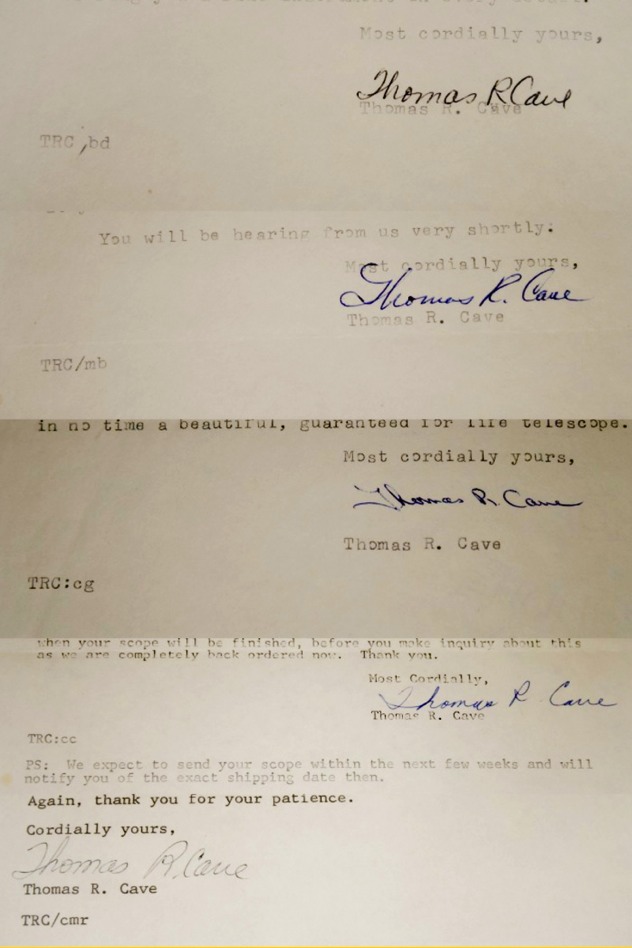 Most cordially yours,
Thomas R Cave
Thomas R. Cave
TRC/bd
You will be hearing from us very shortly.
Most cordially yours,
Thomas R. Cave
Thomas R. Cave
TRC/mb
in no time a beautiful, guaranteed for life telescope.
Most cordially yours,
Thomas R. Cave
Thomas R. Cave
TRC:cg
when your scope will be finished, before you make inquiry about this
as we are completely back ordered now. Thank you.
Most Cordially,
Thomas R Cave
Thomas R. Cave
TRC:cc
PS: We expect to send your scope within the next few weeks and will
notify you of the exact shipping date then.
Again, thank you for your patience.
Cordially yours,
Thomas R. Cave
Thomas R. Cave
TRC/cmr